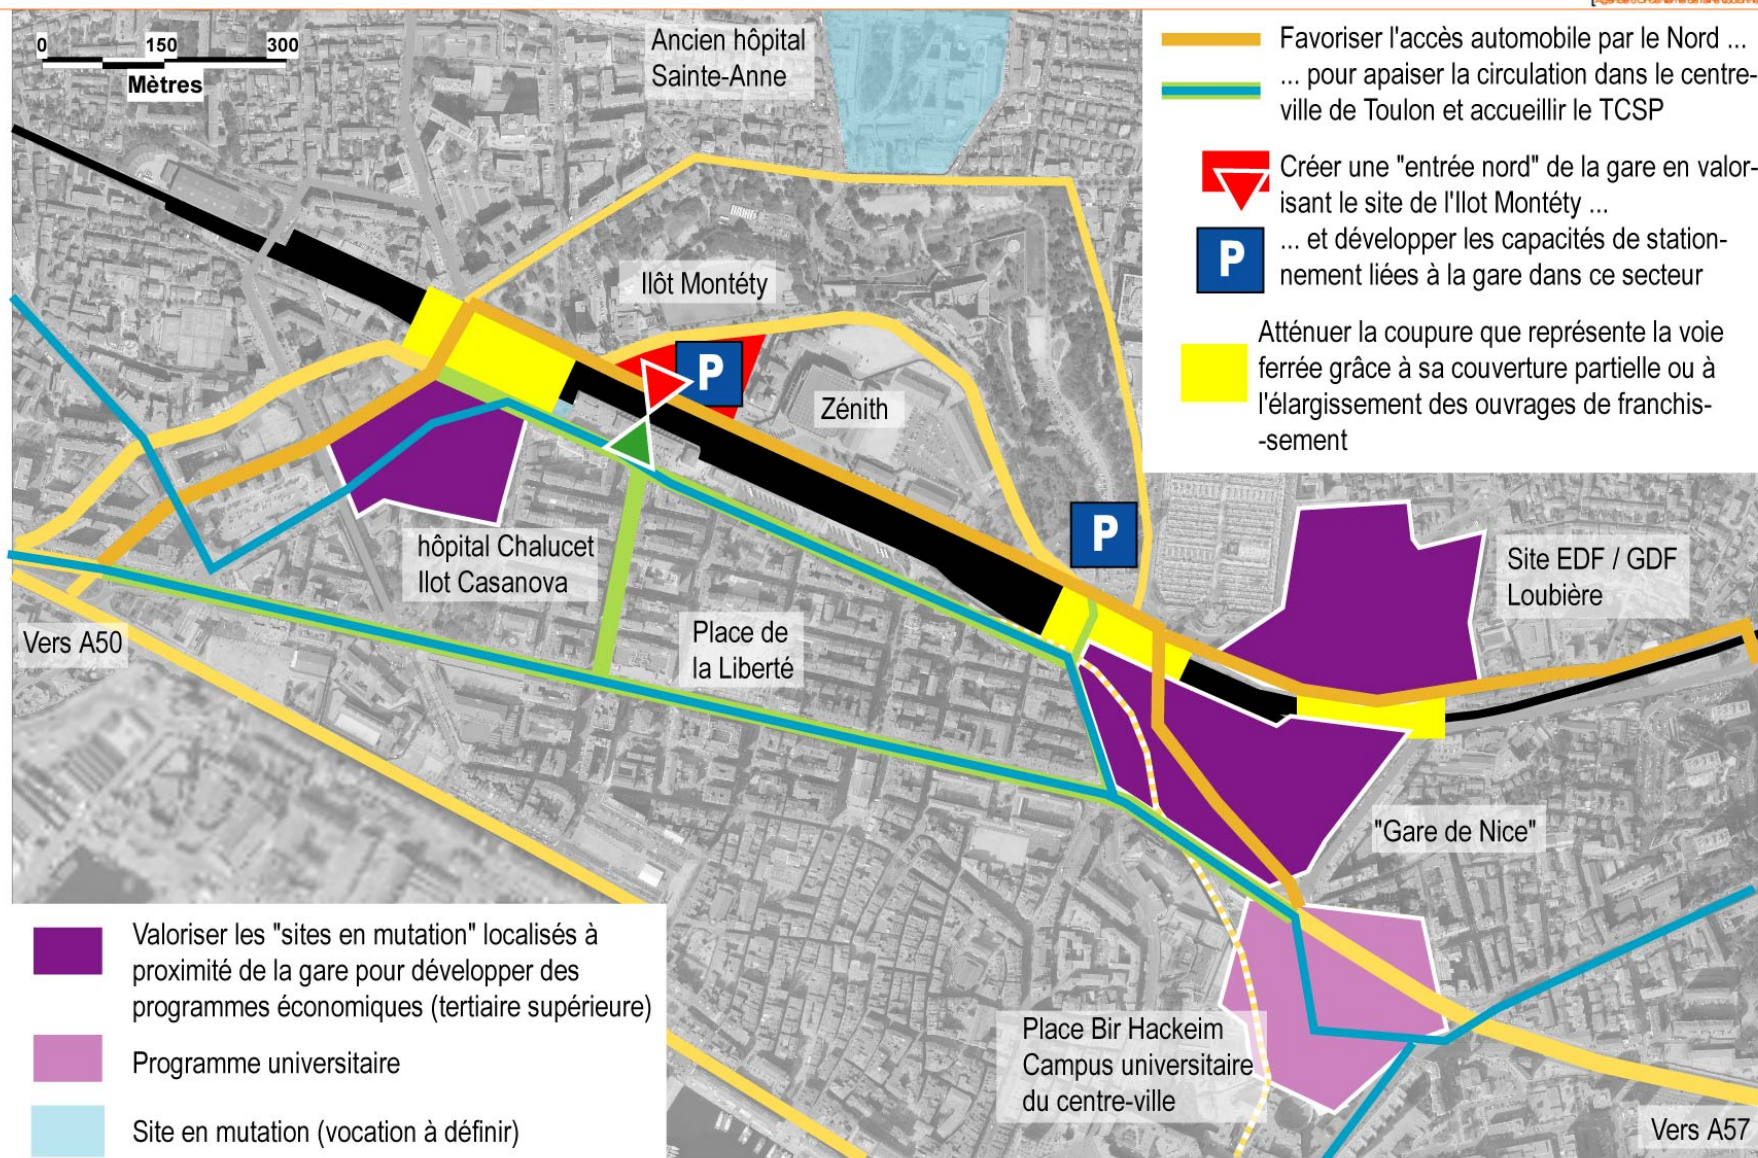 0 150 300
Mètres
Ancien hôpital
Sainte-Anne
Favoriser l'accès automobile par le Nord ...
... pour apaiser la circulation dans le centre-
ville de Toulon et accueillir le TCSP
Créer une "entrée nord" de la gare en valor-
isant le site de l'Ilot Montéty ...
P
... et développer les capacités de station-
nement liées à la gare dans ce secteur
Atténuer la coupure que représente la voie
ferrée grâce à sa couverture partielle ou à
l'élargissement des ouvrages de franchis-
-sement
Ilôt Montéty
P
Zénith
P
hôpital Chalucet
Ilot Casanova
Site EDF / GDF
Loubière
Vers A50
Place de
la Liberté
"Gare de Nice"
Valoriser les "sites en mutation" localisés à
proximité de la gare pour développer des
programmes économiques (tertiaire supérieure)
Programme universitaire
Site en mutation (vocation à définir)
Place Bir Hackeim
Campus universitaire
du centre-ville
Vers A57